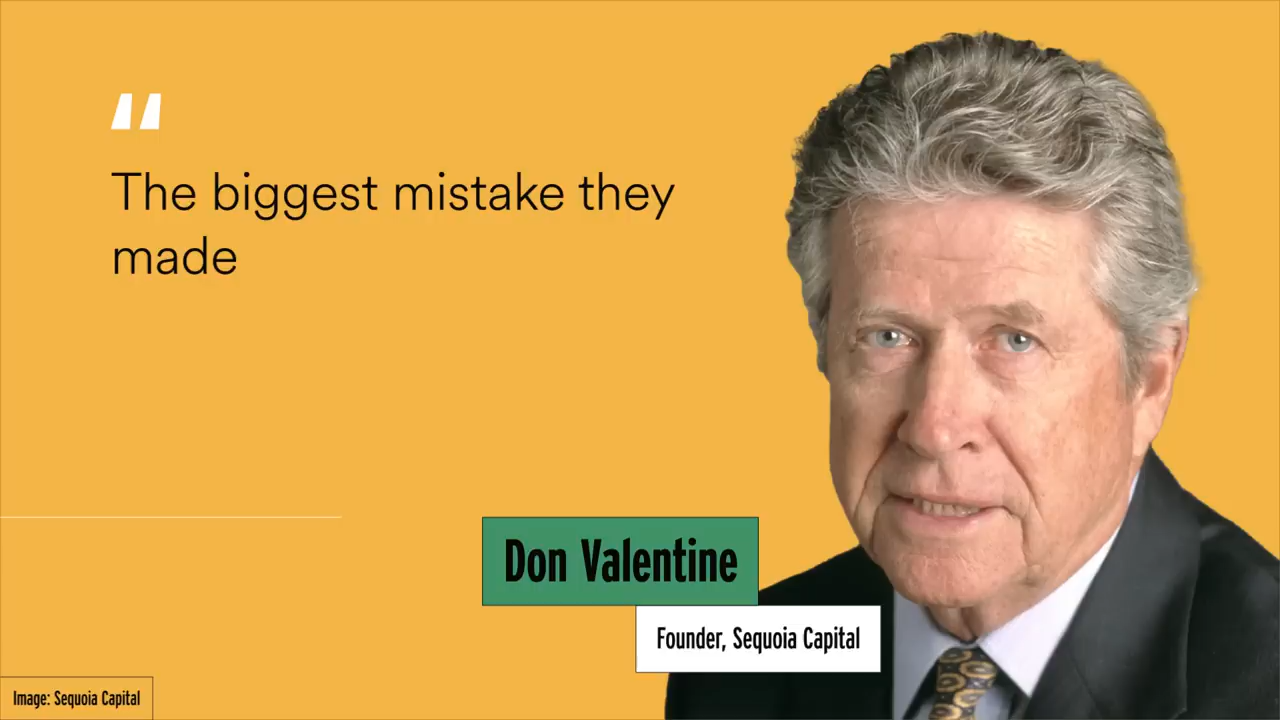 “
The biggest mistake they
made
Don Valentine
Founder, Sequoia Capital
Image: Sequoia Capital